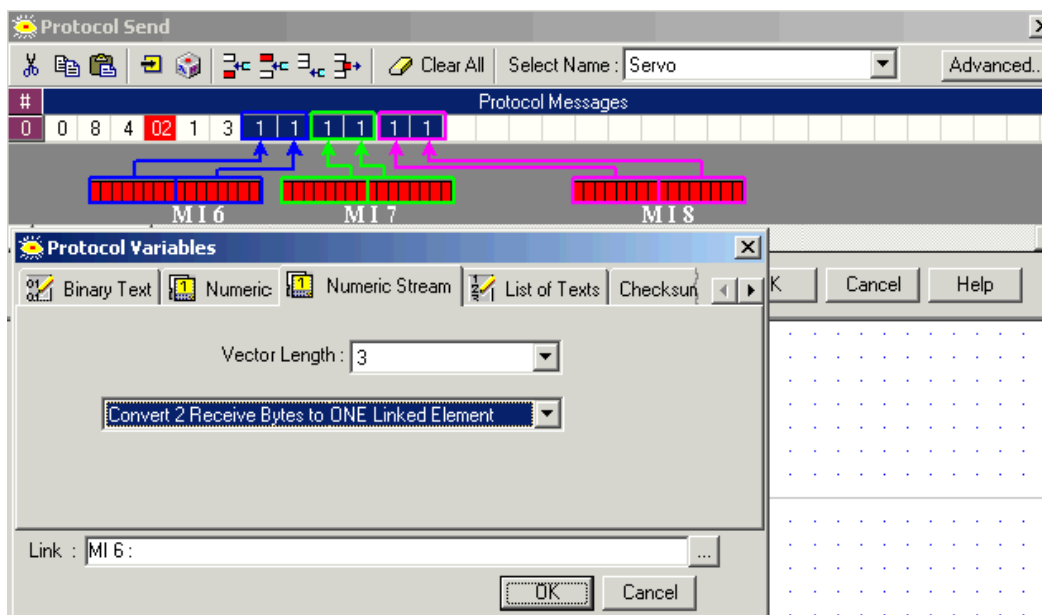 Protocol Send
Clear All Select Name : Servo Advanced..
# Protocol Messages
0 0 8 4 02 1 3 1 1 1 1 1 1
MI 6 MI 7 MI 8
Protocol Variables
Binary Text Numeric Numeric Stream List of Texts Checksum
K Cancel Help
Vector Length : 3
Convert 2 Receive Bytes to ONE Linked Element
Link : MI 6 :
...
OK Cancel